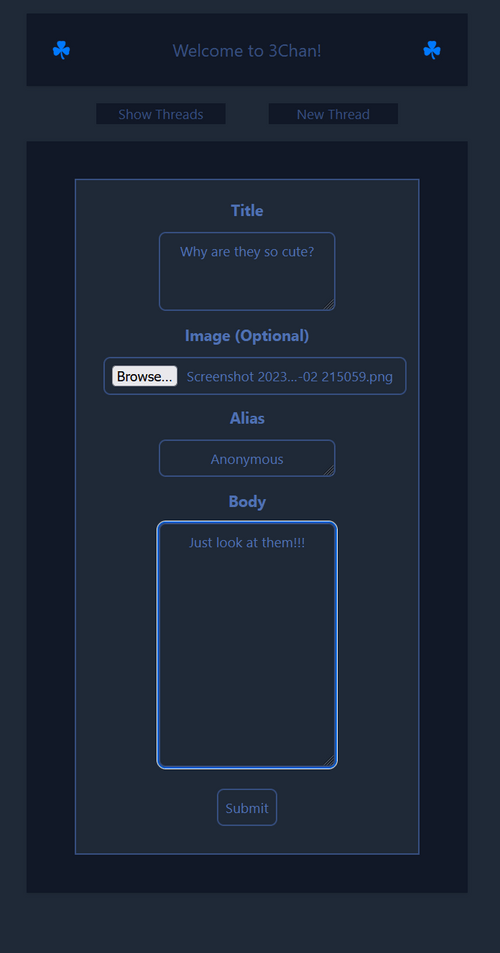 Welcome to 3Chan!
Show Threads
New Thread
Title
Why are they so cute?
Image (Optional)
Browse... Screenshot 2023...-02 215059.png
Alias
Anonymous
Body
Just look at them!!!
Submit